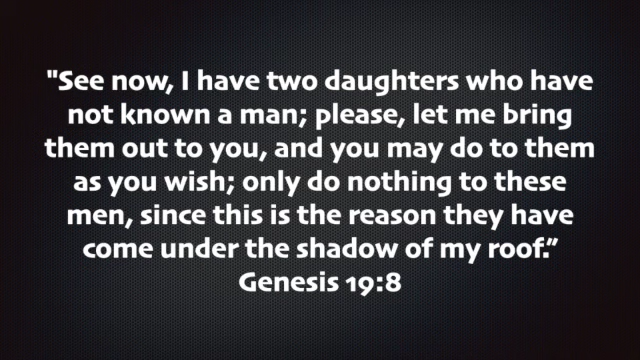 "See now, I have two daughters who have
not known a man; please, let me bring
them out to you, and you may do to them
as you wish; only do nothing to these
men, since this is the reason they have
come under the shadow of my roof.”
Genesis 19:8